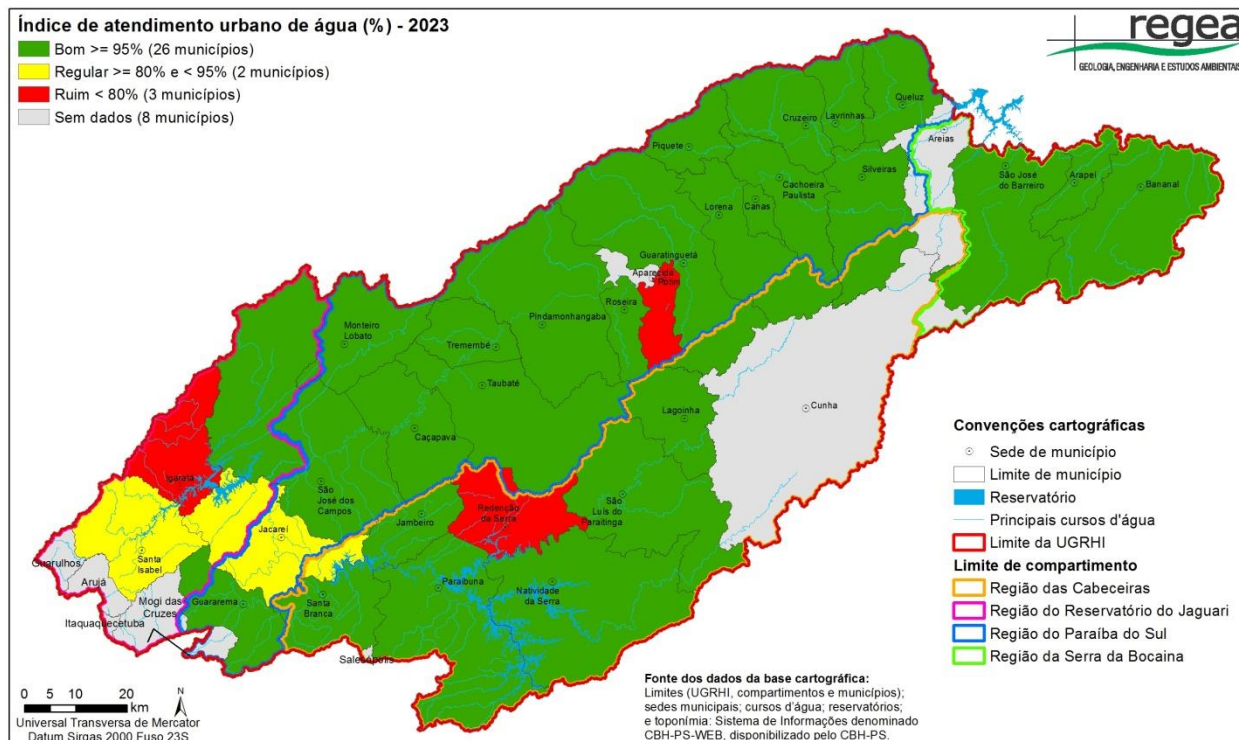 Índice de atendimento urbano de água (%) - 2023
Bom >= 95% (26 municípios)
Regular >= 80% e < 95% (2 municípios)
Ruim < 80% (3 municípios)
Sem dados (8 municípios)
regea
GEOLOGIA, ENGENHARIA E ESTUDOS AMBIENTAIS
Queluz
Lavrinhas
Cruzeiro
Areias
Piquete
São José
do Barreiro
Arapeí
Bananal
Silveiras
Cachoeira
Paulista
Canas
Lorena
Guaratinguetá
Aparecida
Potim
Roseira
Pindamonhangaba
Monteiro
Lobato
Tremembé
Taubaté
Lagoinha
Cunha
Caçapava
Igaratá
São José dos
Campos
São
Luís do
Paraitinga
Redenção
da Serra
Jambeiro
Jacareí
Santa
Isabel
Guarulhos
Arujá
Mogi das
Cruzes
Itaquaquecetuba
Guararema
Santa
Branca
Paraibuna
Natividade
da Serra
Salesópolis
Convenções cartográficas
Sede de município
Limite de município
Reservatório
Principais cursos d'água
Limite da UGRHI
Limite de compartimento
Região das Cabeceiras
Região do Reservatório do Jaguari
Região do Paraíba do Sul
Região da Serra da Bocaina
0 5 10 20
km
N
Universal Transversa de Mercator
Datum Sirgas 2000 Fuso 23S
Fonte dos dados da base cartográfica:
Limites (UGRHI, compartimentos e municípios);
sedes municipais; cursos d'água; reservatórios;
e toponímia: Sistema de Informações denominado
CBH-PS-WEB, disponibilizado pelo CBH-PS.